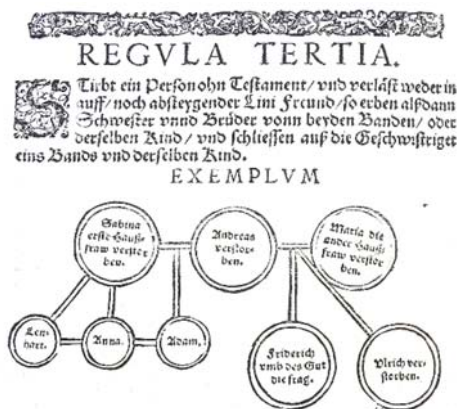 REGVLA TERTIA.
STirbt ein Person ohn Testament/ vnd verläst weder in
auff/ noch absteygender Lini Freund/ so erben alßdann
Schwester vnnd Brüder vonn beyden Banden/ oder
derselben Kind/ vnd schliessen auß die Geschwistriget
eins Bands vnd derselben Kind.
EXEMPLVM
Sabina
erste Hauß-
fraw verstor
ben.
Andreas
verstor-
ben.
Maria die
ander Hauß-
fraw verstor
ben.
Len-
hart.
Anna.
Adam.
Friderich
vmb des Gut
die frag.
Vlrich ver-
storben.